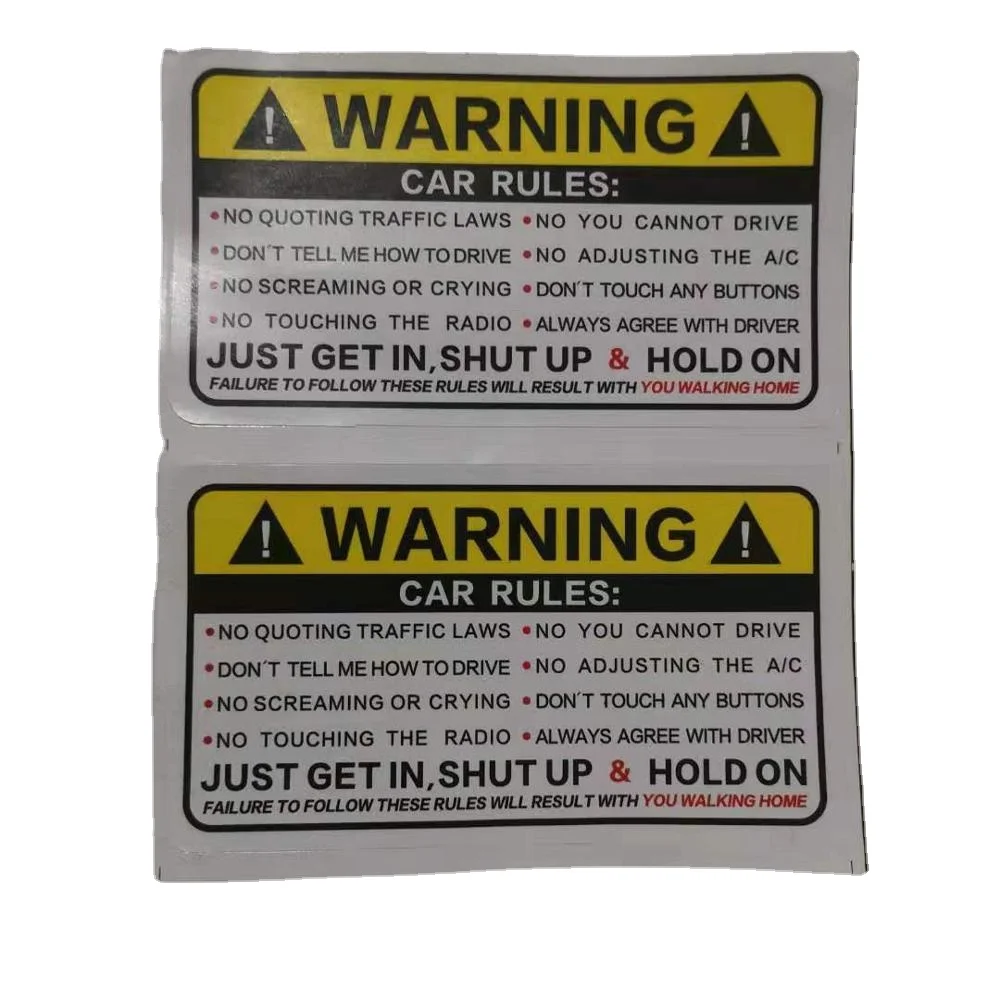 ! WARNING !
CAR RULES:
•NO QUOTING TRAFFIC LAWS •NO YOU CANNOT DRIVE
•DON´T TELL ME HOW TO DRIVE •NO ADJUSTING THE A/C
•NO SCREAMING OR CRYING •DON´T TOUCH ANY BUTTONS
•NO TOUCHING THE RADIO •ALWAYS AGREE WITH DRIVER
JUST GET IN,SHUT UP & HOLD ON
FAILURE TO FOLLOW THESE RULES WILL RESULT WITH YOU WALKING HOME
! WARNING !
CAR RULES:
•NO QUOTING TRAFFIC LAWS •NO YOU CANNOT DRIVE
•DON´T TELL ME HOW TO DRIVE •NO ADJUSTING THE A/C
•NO SCREAMING OR CRYING •DON´T TOUCH ANY BUTTONS
•NO TOUCHING THE RADIO •ALWAYS AGREE WITH DRIVER
JUST GET IN,SHUT UP & HOLD ON
FAILURE TO FOLLOW THESE RULES WILL RESULT WITH YOU WALKING HOME